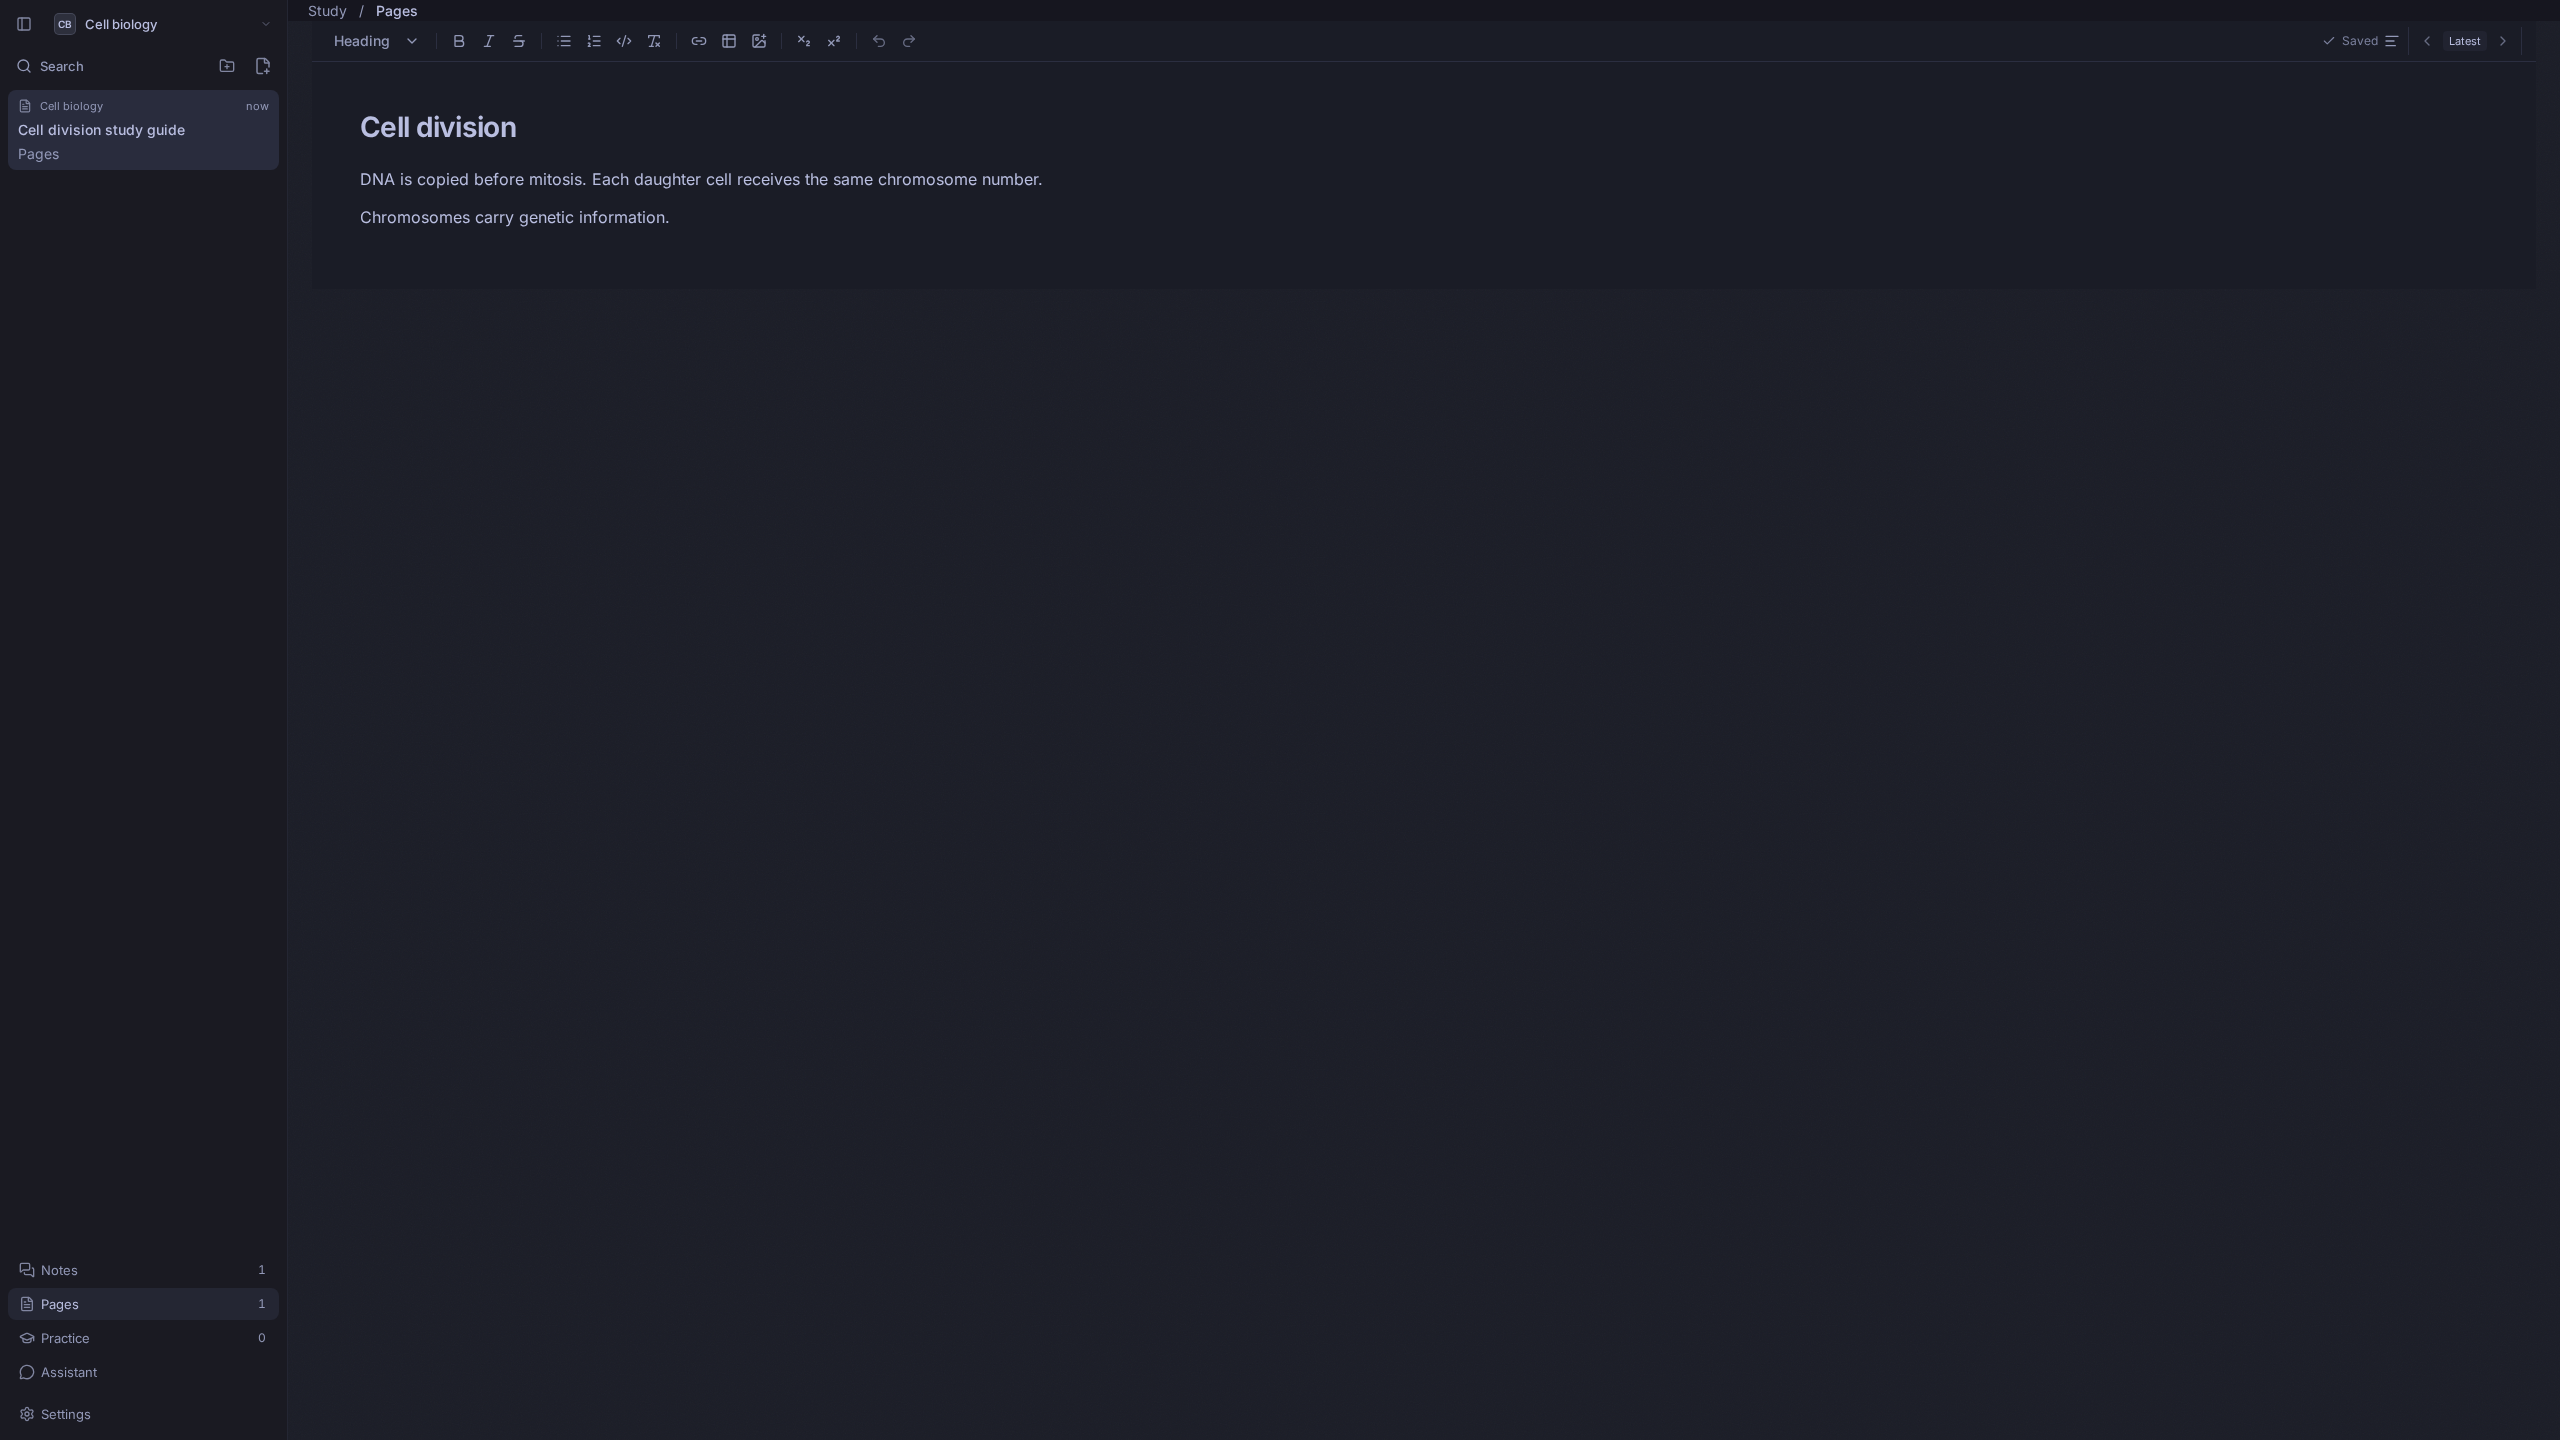 CB Cell biology
Search
Cell biology now
Cell division study guide
Pages
Notes 1
Pages 1
Practice 0
Assistant
Settings
Study / Pages
Heading
Saved
Latest
Cell division
DNA is copied before mitosis. Each daughter cell receives the same chromosome number.
Chromosomes carry genetic information.